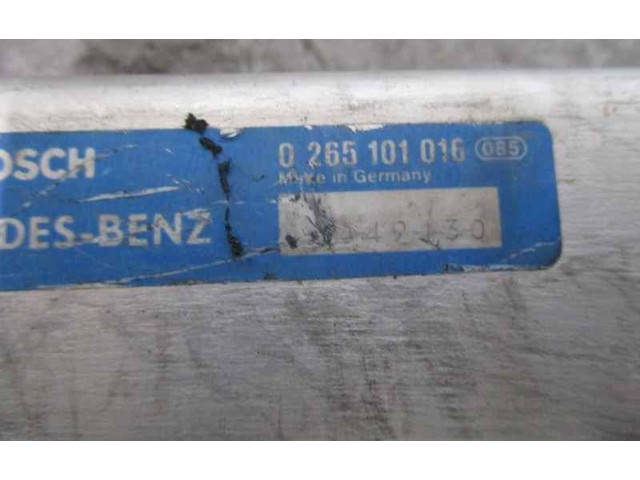 OSCH 0 265 101 016 085
Made in Germany
DES-BENZ